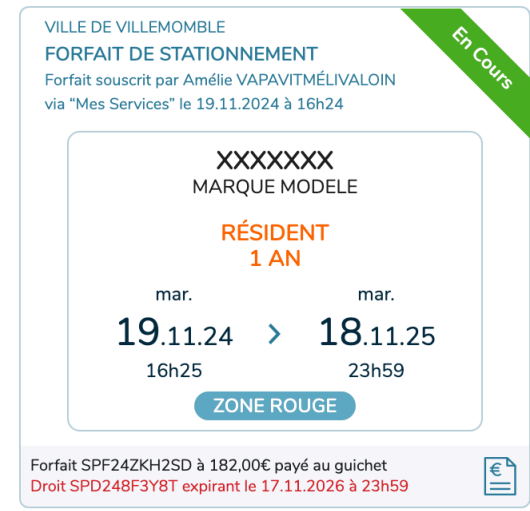 VILLE DE VILLEMOMBLE
FORFAIT DE STATIONNEMENT
Forfait souscrit par Amélie VAPAVITMÉLIVALOIN
via “Mes Services” le 19.11.2024 à 16h24
En Cours
XXXXXXX
MARQUE MODELE
RÉSIDENT
1 AN
mar. mar.
19.11.24 > 18.11.25
16h25 23h59
ZONE ROUGE
Forfait SPF24ZKH2SD à 182,00€ payé au guichet
Droit SPD248F3Y8T expirant le 17.11.2026 à 23h59
€